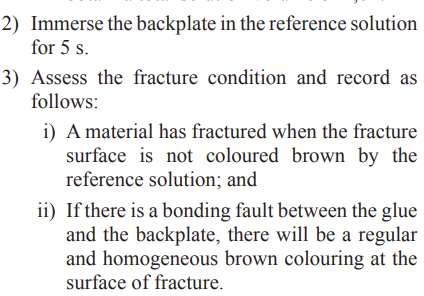 2) Immerse the backplate in the reference solution
for 5 s.
3) Assess the fracture condition and record as
follows:
i) A material has fractured when the fracture
surface is not coloured brown by the
reference solution; and
ii) If there is a bonding fault between the glue
and the backplate, there will be a regular
and homogeneous brown colouring at the
surface of fracture.